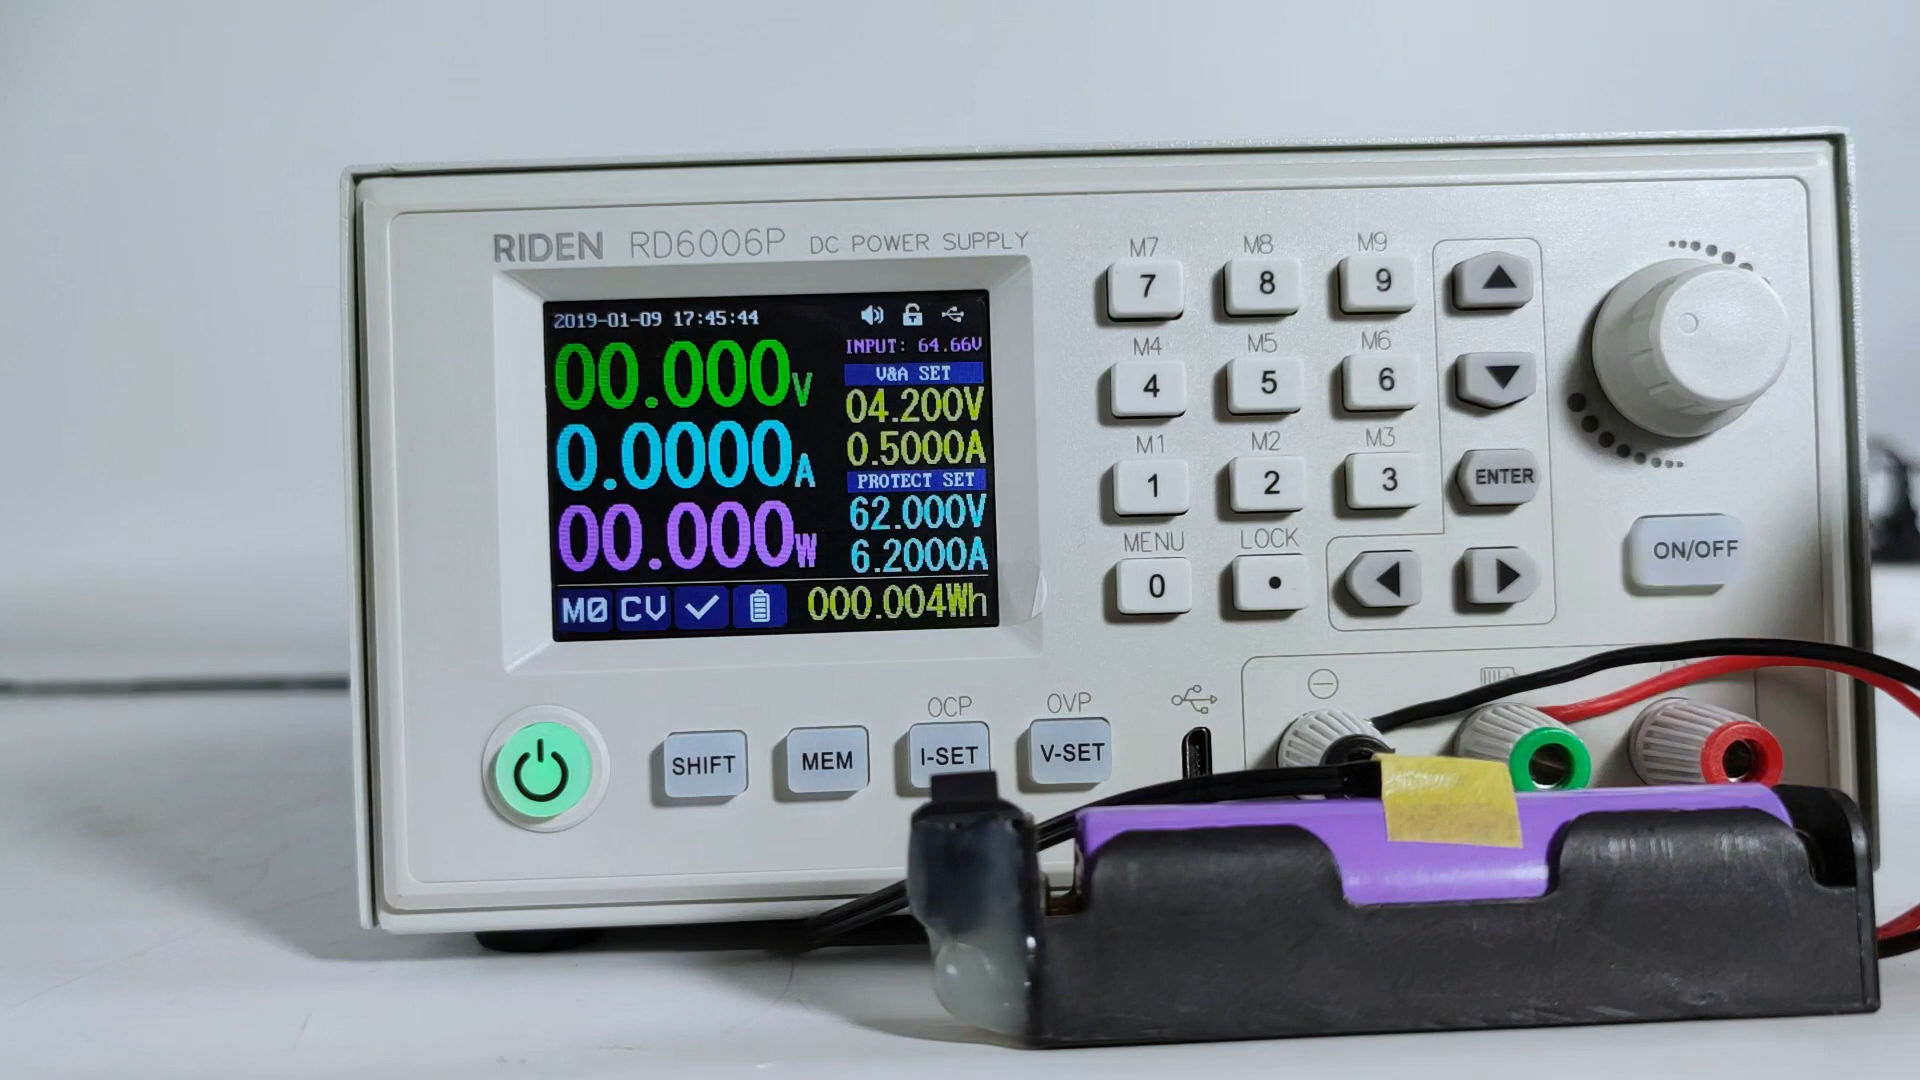 RIDEN RD6006P DC POWER SUPPLY
2019-01-09 17:45:44
INPUT: 64.66V
00.000V
0.0000A
00.000W
V&A SET
04.200V
0.5000A
PROTECT SET
62.000V
6.2000A
M0 CV 000.004Wh
M7 M8 M9
7 8 9
M4 M5 M6
4 5 6
M1 M2 M3
1 2 3 ENTER
MENU LOCK
0 .
ON/OFF
OCP OVP
SHIFT MEM I-SET V-SET